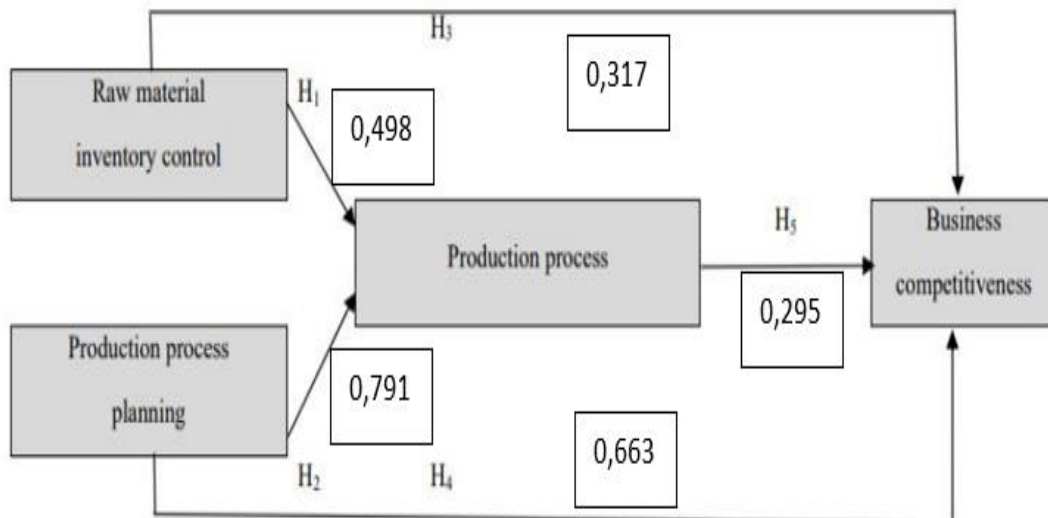 H₃
0,317
Raw material
inventory control
H₁
0,498
Production process
H₅
0,295
Business
competitiveness
Production process
planning
0,791
H₂
H₄
0,663